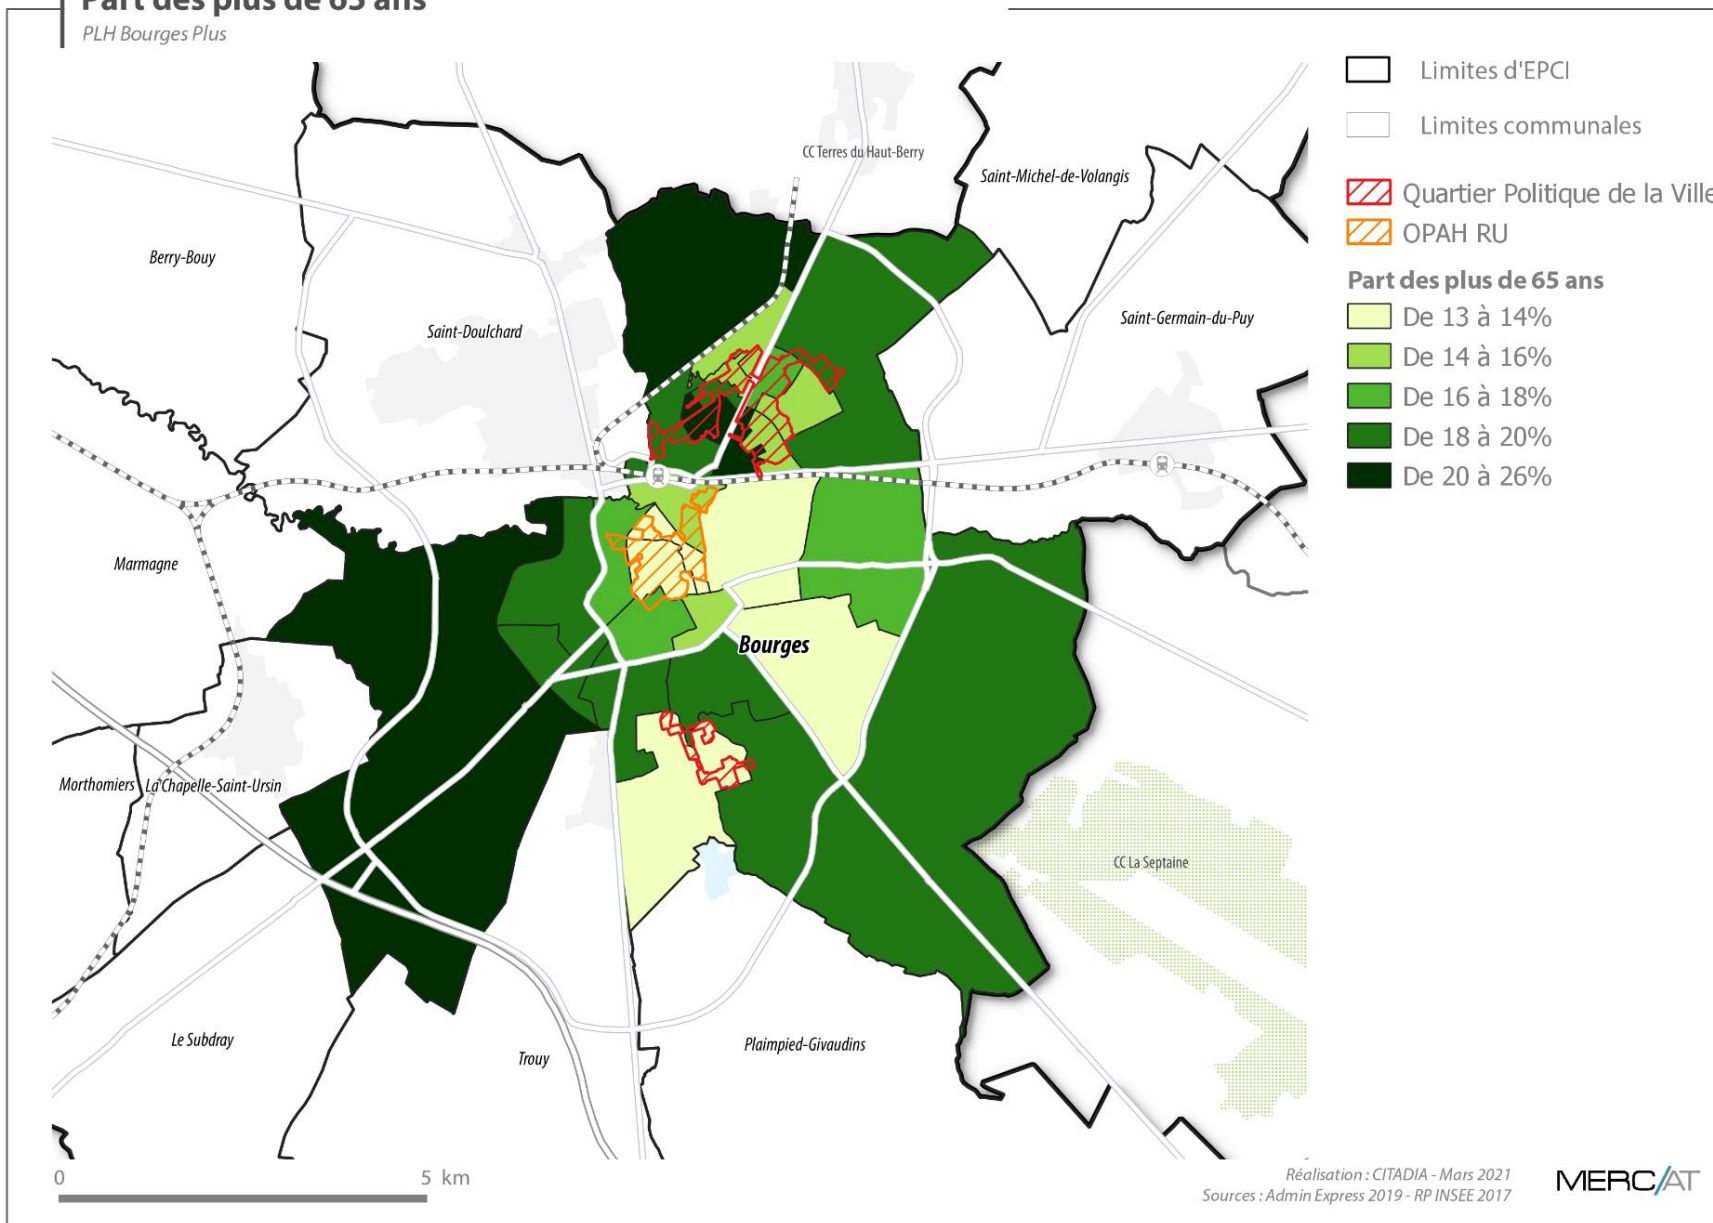 Part des plus de 65 ans
PLH Bourges Plus
Limites d'EPCI
Limites communales
Quartier Politique de la Ville
OPAH RU
Part des plus de 65 ans
De 13 à 14%
De 14 à 16%
De 16 à 18%
De 18 à 20%
De 20 à 26%
CC Terres du Haut-Berry
Saint-Michel-de-Volangis
Berry-Bouy
Saint-Doulchard
Saint-Germain-du-Puy
Marmagne
Bourges
Morthomiers
La Chapelle-Saint-Ursin
CC La Septaine
Le Subdray
Trouy
Plaimpied-Givaudins
0 5 km
Réalisation : CITADIA - Mars 2021
Sources : Admin Express 2019 - RP INSEE 2017
MERC/AT